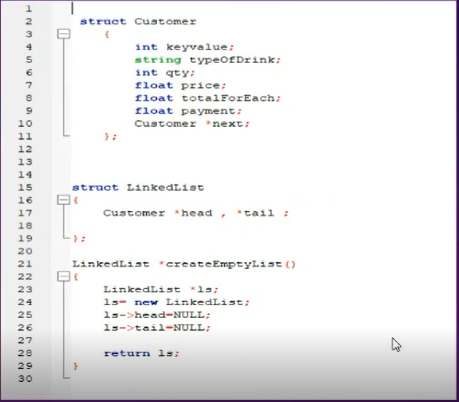 1
2 struct Customer
3 {
4 int keyvalue;
5 string typeOfDrink;
6 int qty;
7 float price;
8 float totalForEach;
9 float payment;
10 Customer *next;
11 };
12
13
14
15 struct LinkedList
16 {
17 Customer *head , *tail ;
18
19 };
20
21 LinkedList *createEmptyList()
22 {
23 LinkedList *ls;
24 ls= new LinkedList;
25 ls->head=NULL;
26 ls->tail=NULL;
27
28 return ls;
29 }
30